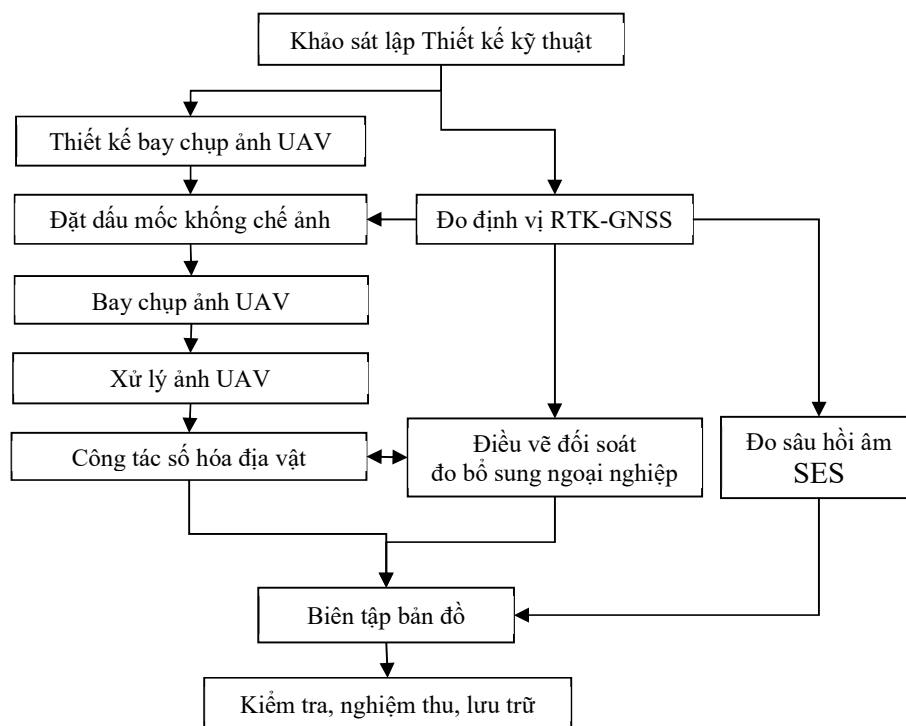 Khảo sát lập Thiết kế kỹ thuật
Thiết kế bay chụp ảnh UAV
Đặt dấu mốc khống chế ảnh
Đo định vị RTK-GNSS
Bay chụp ảnh UAV
Xử lý ảnh UAV
Công tác số hóa địa vật
Điều vẽ đối soát
đo bổ sung ngoại nghiệp
Đo sâu hồi âm
SES
Biên tập bản đồ
Kiểm tra, nghiệm thu, lưu trữ